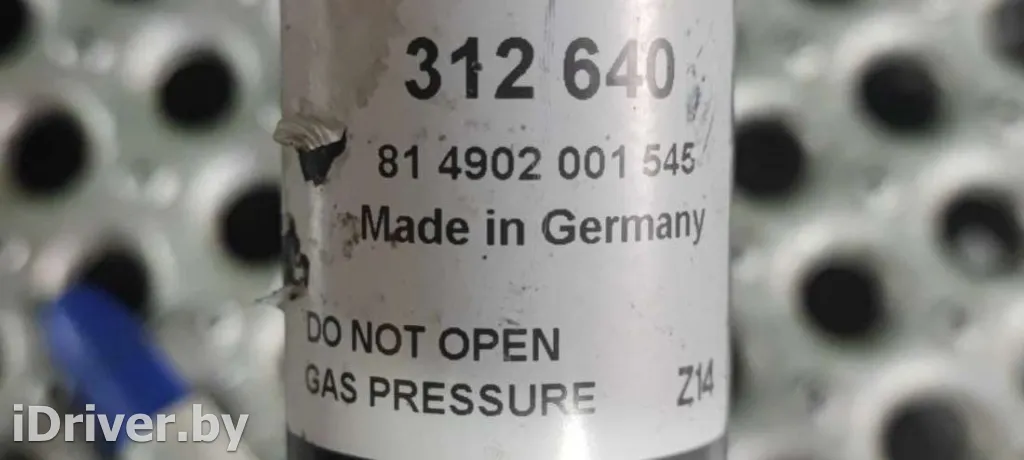 312 640
81 4902 001 545
Made in Germany
DO NOT OPEN
GAS PRESSURE Z14
iDriver.by